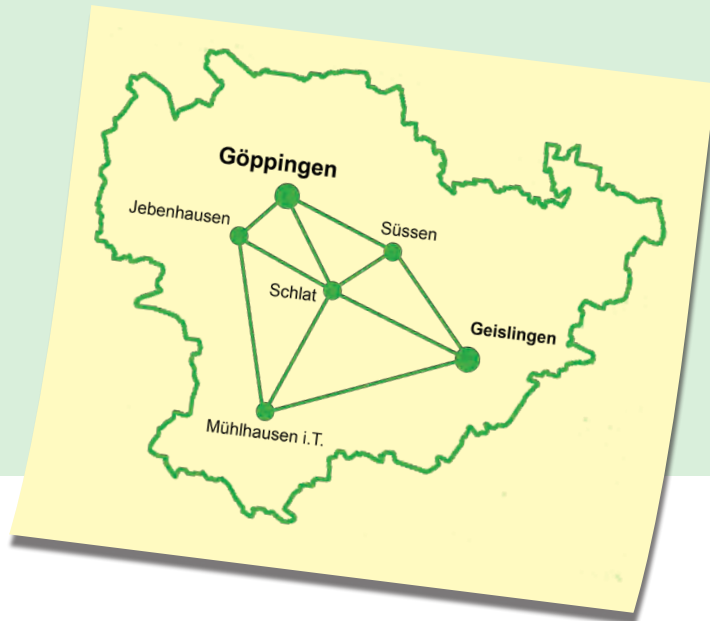 Göppingen
Jebenhausen
Süssen
Schlat
Geislingen
Mühlhausen i.T.